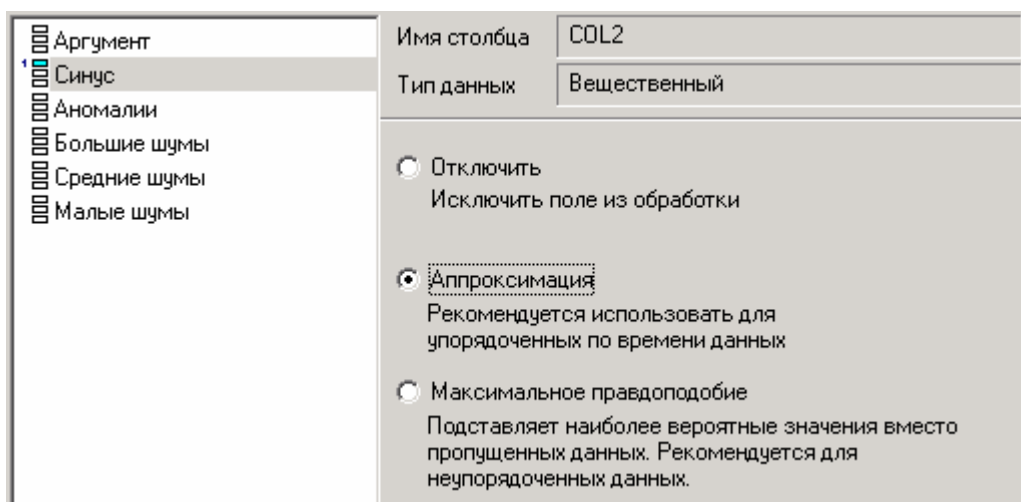 Аргумент
1 Синус
Аномалии
Большие шумы
Средние шумы
Малые шумы
Имя столбца COL2
Тип данных Вещественный
Отключить
Исключить поле из обработки
Аппроксимация
Рекомендуется использовать для
упорядоченных по времени данных
Максимальное правдоподобие
Подставляет наиболее вероятные значения вместо
пропущенных данных. Рекомендуется для
неупорядоченных данных.